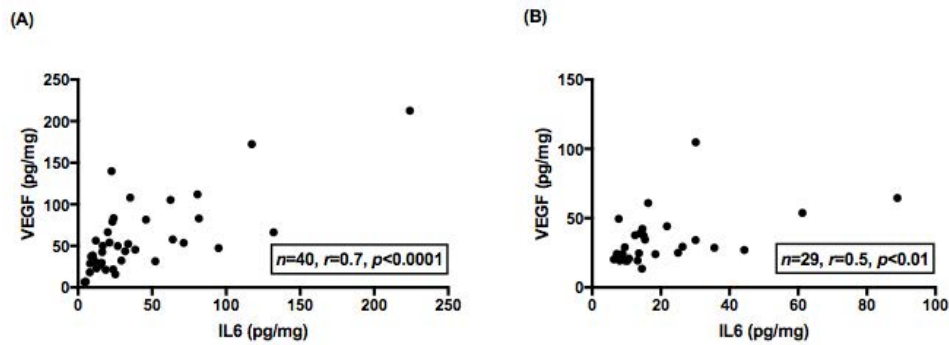 (A)
(B)
VEGF (pg/mg)
250
200
150
100
50
0
n=40, r=0.7, p<0.0001
0 50 100 150 200 250
IL6 (pg/mg)
VEGF (pg/mg)
150
100
50
0
n=29, r=0.5, p<0.01
0 20 40 60 80 100
IL6 (pg/mg)